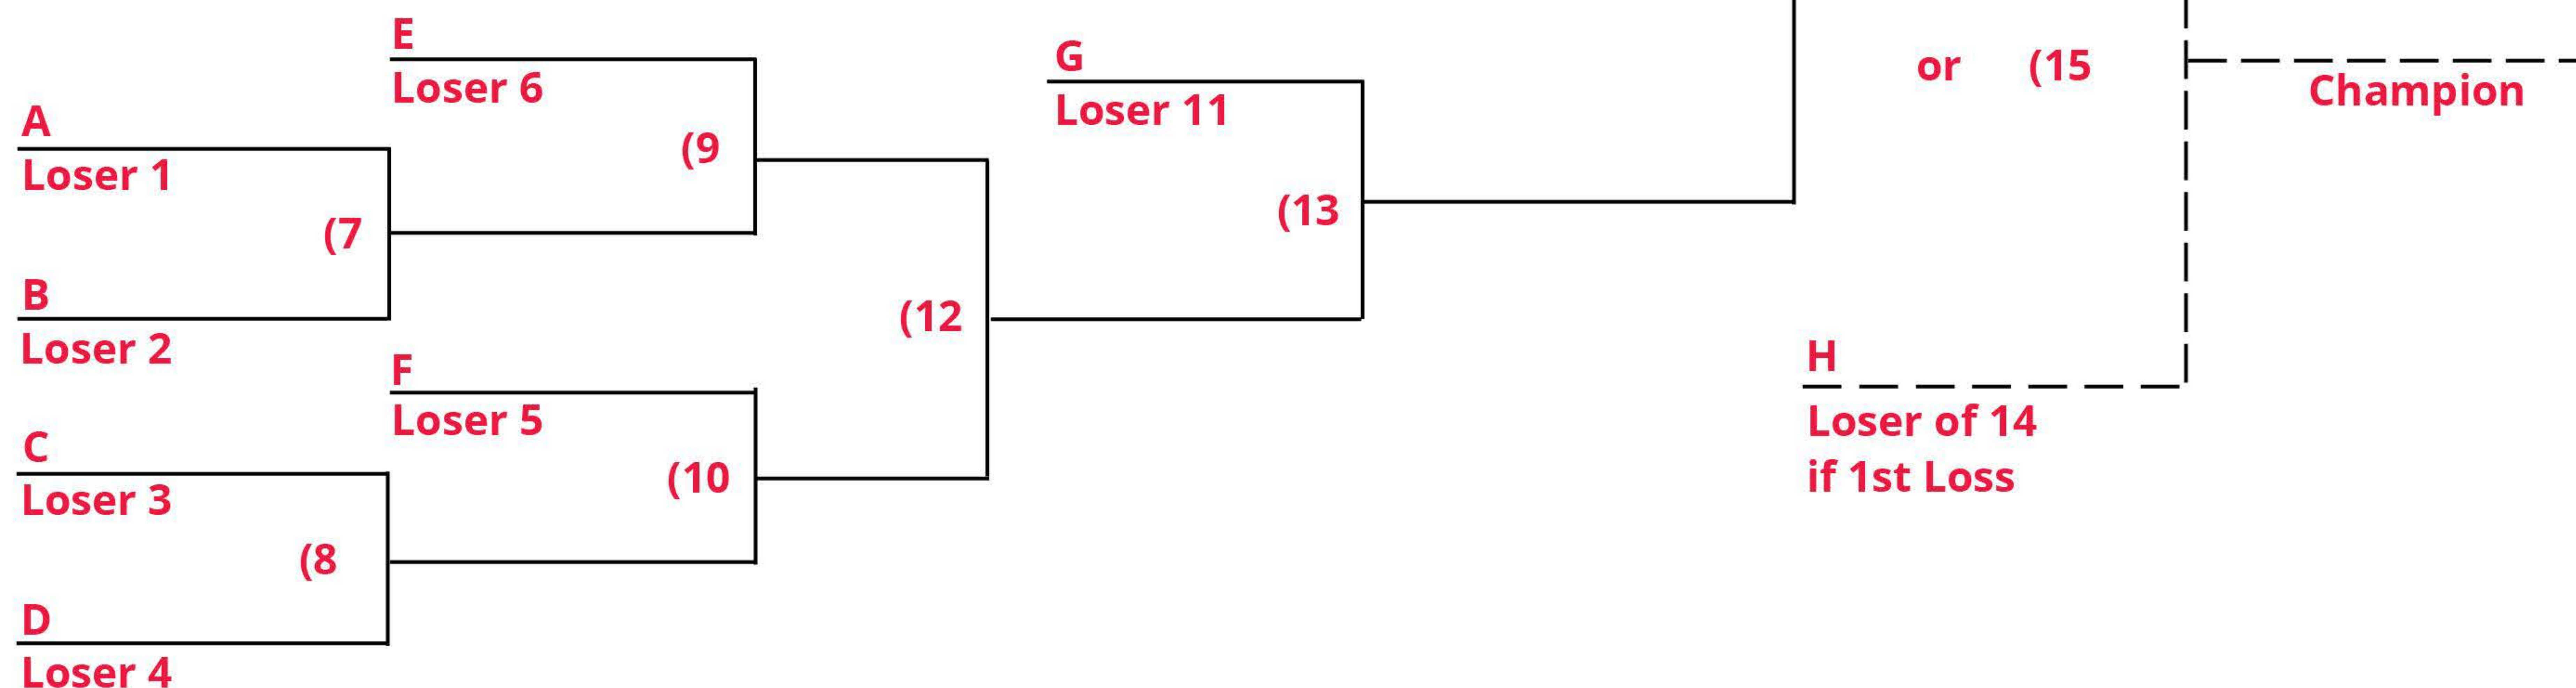 E
Loser 6
A
Loser 1
(9
(7
B
Loser 2
(12
F
Loser 5
C
Loser 3
(10
(8
D
Loser 4
G
Loser 11
(13
or (15
Champion
H
Loser of 14
if 1st Loss